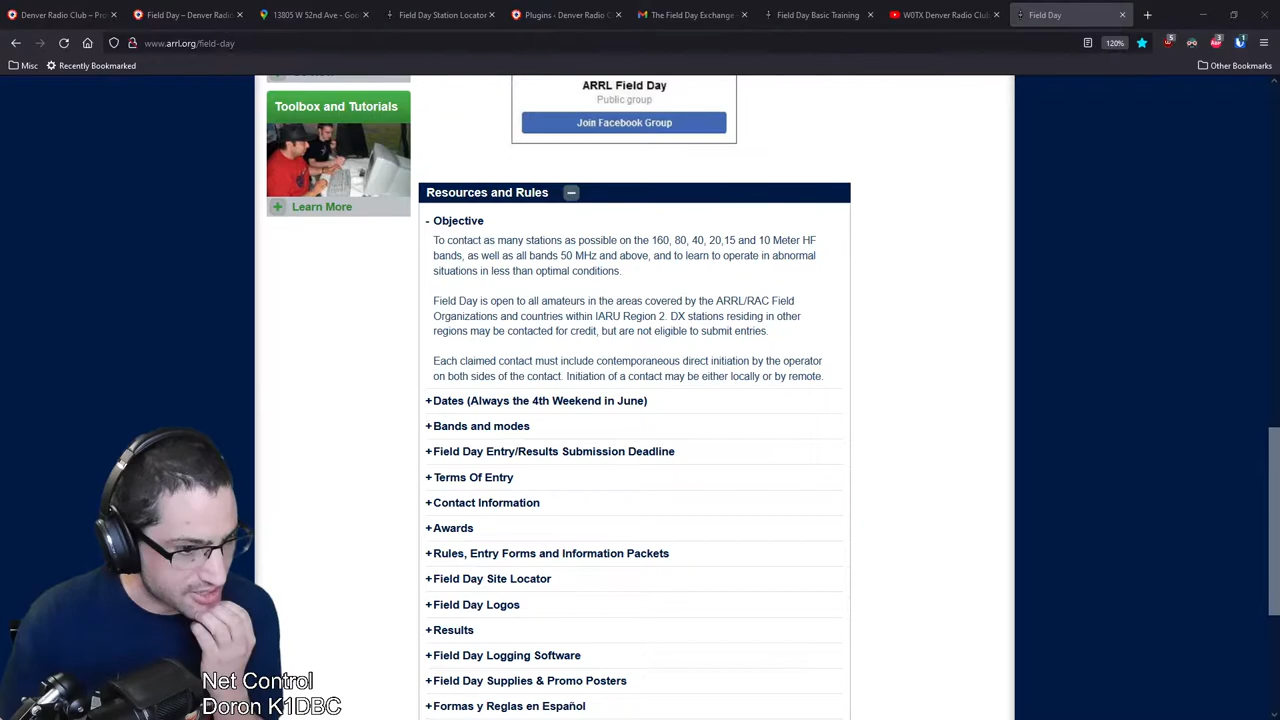 Denver Radio Club – Pro
Field Day – Denver Radio C
13805 W 52nd Ave - Goo
Field Day Station Locator
Plugins ‹ Denver Radio C
The Field Day Exchange -
Field Day Basic Training
W0TX Denver Radio Club
Field Day
www.arrl.org/field-day
120%
Misc
Recently Bookmarked
Other Bookmarks
Toolbox and Tutorials
Learn More
ARRL Field Day
Public group
Join Facebook Group
Resources and Rules
- Objective
To contact as many stations as possible on the 160, 80, 40, 20,15 and 10 Meter HF
bands, as well as all bands 50 MHz and above, and to learn to operate in abnormal
situations in less than optimal conditions.
Field Day is open to all amateurs in the areas covered by the ARRL/RAC Field
Organizations and countries within IARU Region 2. DX stations residing in other
regions may be contacted for credit, but are not eligible to submit entries.
Each claimed contact must include contemporaneous direct initiation by the operator
on both sides of the contact. Initiation of a contact may be either locally or by remote.
+Dates (Always the 4th Weekend in June)
+Bands and modes
+Field Day Entry/Results Submission Deadline
+Terms Of Entry
+Contact Information
+Awards
+Rules, Entry Forms and Information Packets
+Field Day Site Locator
+Field Day Logos
+Results
+Field Day Logging Software
+Field Day Supplies & Promo Posters
+Formas y Reglas en Español
Net Control
Doron K1DBC